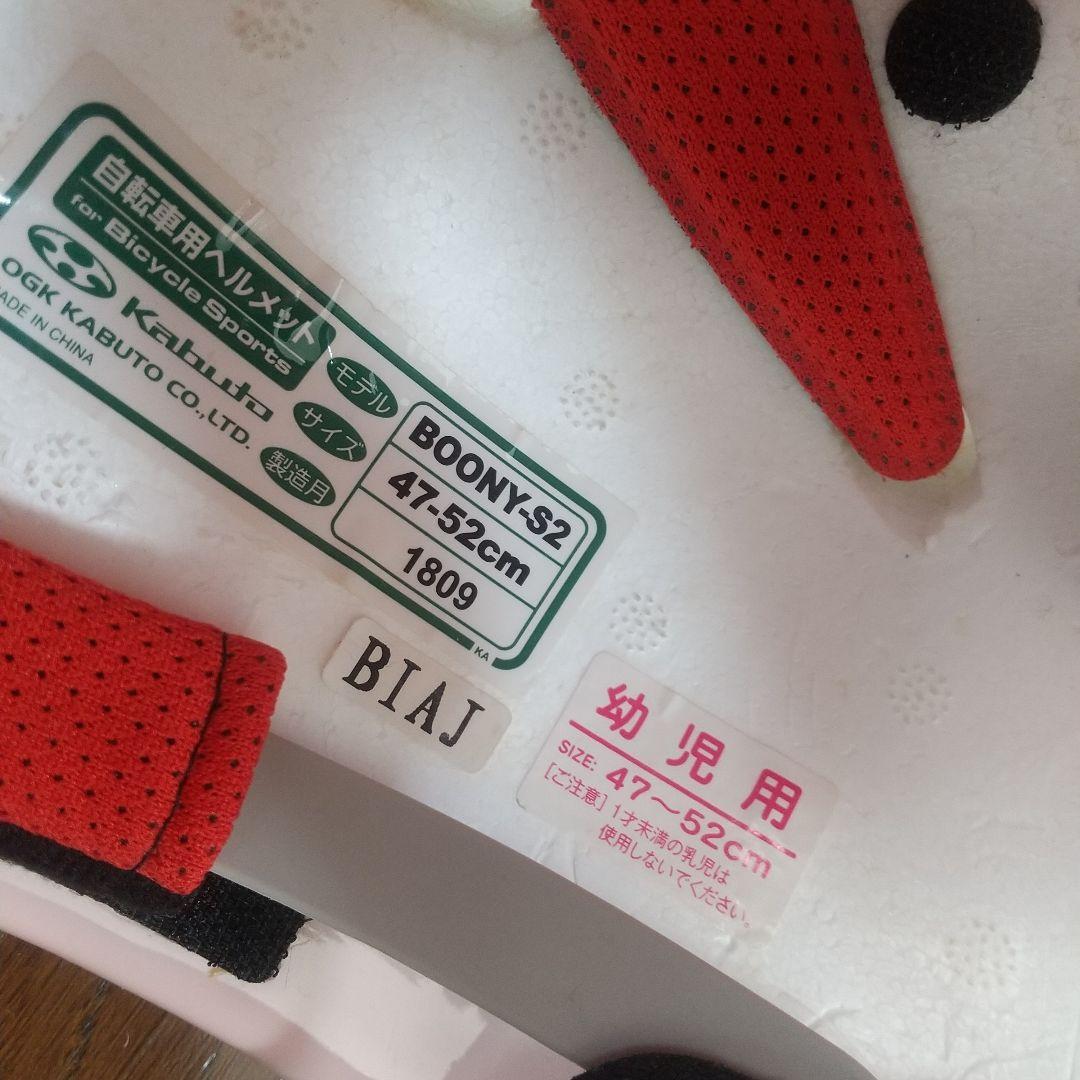 自転車用ヘルメット
for Bicycle Sports
Kabuto
OGK KABUTO CO.,LTD.
MADE IN CHINA
モデル
BOONY-S2
サイズ
47-52cm
製造月
1809
KA
BIAJ
幼児用
SIZE: 47～52cm
[ご注意] 1才未満の乳児は
使用しないでください。